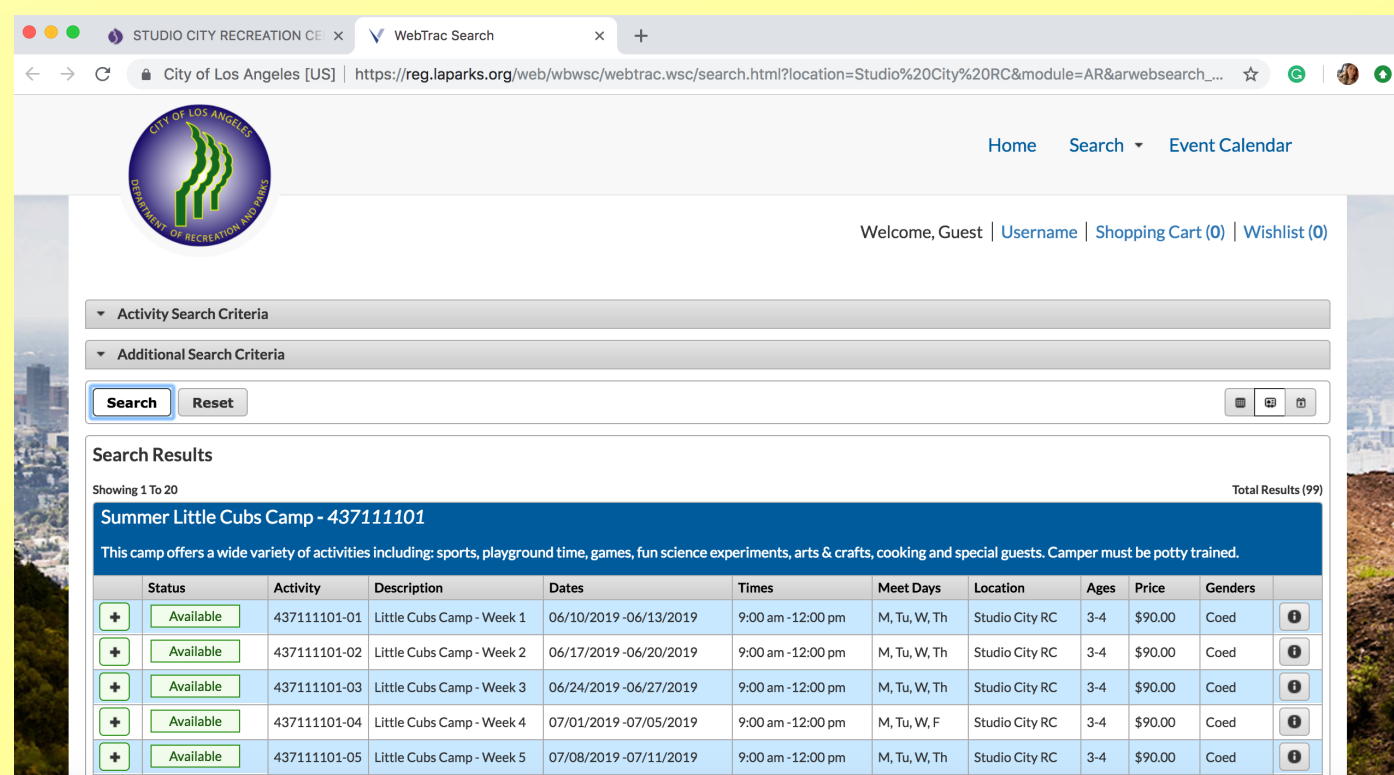 STUDIO CITY RECREATION CE
WebTrac Search
City of Los Angeles [US] | https://reg.laparks.org/web/wbwsc/webtrac.wsc/search.html?location=Studio%20City%20RC&module=AR&arwebsearch_...
CITY OF LOS ANGELES
DEPARTMENT OF RECREATION AND PARKS
Home Search Event Calendar
Welcome, Guest | Username | Shopping Cart (0) | Wishlist (0)
Activity Search Criteria
Additional Search Criteria
Search Reset
Search Results
Showing 1 To 20 Total Results (99)
Summer Little Cubs Camp - 437111101
This camp offers a wide variety of activities including: sports, playground time, games, fun science experiments, arts & crafts, cooking and special guests. Camper must be potty trained.
Status Activity Description Dates Times Meet Days Location Ages Price Genders
+ Available 437111101-01 Little Cubs Camp - Week 1 06/10/2019 -06/13/2019 9:00 am -12:00 pm M, Tu, W, Th Studio City RC 3-4 $90.00 Coed
+ Available 437111101-02 Little Cubs Camp - Week 2 06/17/2019 -06/20/2019 9:00 am -12:00 pm M, Tu, W, Th Studio City RC 3-4 $90.00 Coed
+ Available 437111101-03 Little Cubs Camp - Week 3 06/24/2019 -06/27/2019 9:00 am -12:00 pm M, Tu, W, Th Studio City RC 3-4 $90.00 Coed
+ Available 437111101-04 Little Cubs Camp - Week 4 07/01/2019 -07/05/2019 9:00 am -12:00 pm M, Tu, W, F Studio City RC 3-4 $90.00 Coed
+ Available 437111101-05 Little Cubs Camp - Week 5 07/08/2019 -07/11/2019 9:00 am -12:00 pm M, Tu, W, Th Studio City RC 3-4 $90.00 Coed